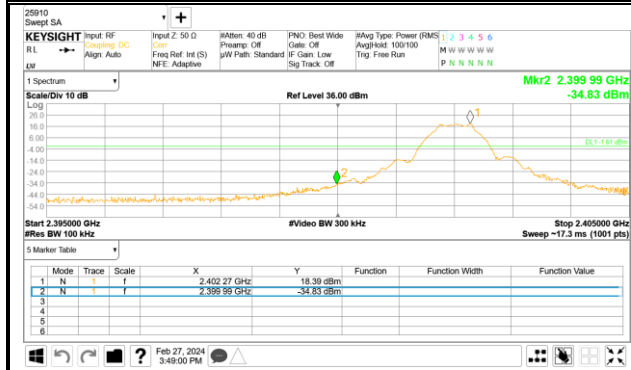 25910
Swept SA
KEYSIGHT Input: RF Input Z: 50 Ω #Atten: 40 dB PNO: Best Wide #Avg Type: Power (RMS 1 2 3 4 5 6
RL Coupling: DC Corr Preamp: Off Gate: Off Avg|Hold: 100/100 M W W W W W
Align: Auto Freq Ref: Int (S) µW Path: Standard IF Gain: Low Trig: Free Run P N N N N N
NFE: Adaptive Sig Track: Off
1 Spectrum Mkr2 2.399 99 GHz
Scale/Div 10 dB Ref Level 36.00 dBm -34.83 dBm
Log
26.0 1
16.0
6.00 DL1 -1.61 dBm
-4.00
-14.0
-24.0 2
-34.0
-44.0
-54.0
Start 2.395000 GHz #Video BW 300 kHz Stop 2.405000 GHz
#Res BW 100 kHz Sweep ~17.3 ms (1001 pts)
5 Marker Table
Mode Trace Scale X Y Function Function Width Function Value
1 N 1 f 2.402 27 GHz 18.39 dBm
2 N 1 f 2.399 99 GHz -34.83 dBm
3
4
5
6
? Feb 27, 2024
3:49:00 PM